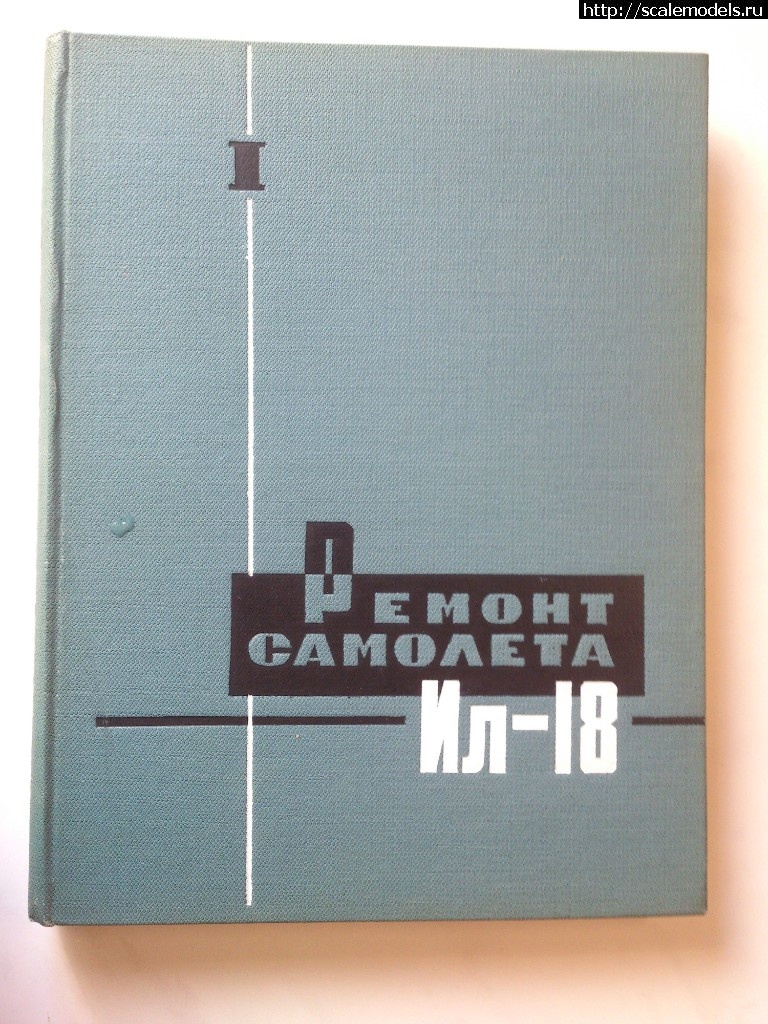 http://scalemodels.ru
I
Ремонт
самолета
Ил-18